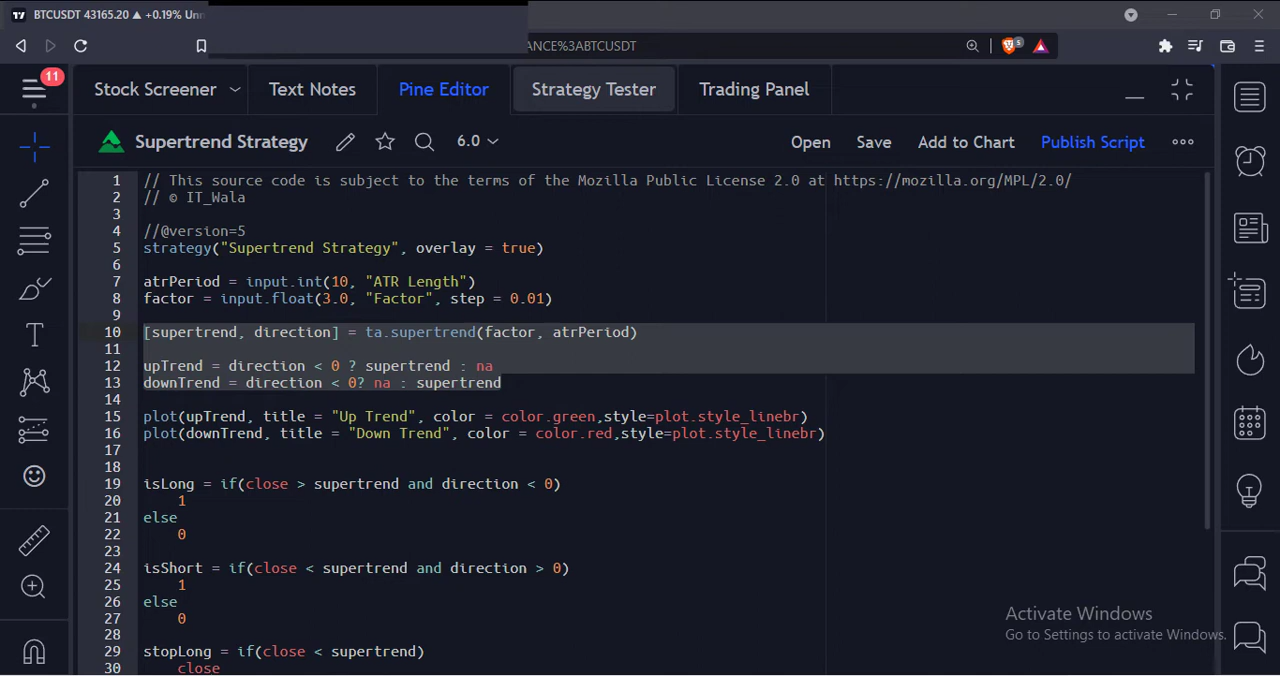 BTCUSDT 43165.20 ▲ +0.19% Unn
ANCE%3ABTCUSDT
5
11
Stock Screener
Text Notes
Pine Editor
Strategy Tester
Trading Panel
Supertrend Strategy
6.0
Open
Save
Add to Chart
Publish Script
1 // This source code is subject to the terms of the Mozilla Public License 2.0 at https://mozilla.org/MPL/2.0/
2 // © IT_Wala
3
4 //@version=5
5 strategy("Supertrend Strategy", overlay = true)
6
7 atrPeriod = input.int(10, "ATR Length")
8 factor = input.float(3.0, "Factor", step = 0.01)
9
10 [supertrend, direction] = ta.supertrend(factor, atrPeriod)
11
12 upTrend = direction < 0 ? supertrend : na
13 downTrend = direction < 0? na : supertrend
14
15 plot(upTrend, title = "Up Trend", color = color.green,style=plot.style_linebr)
16 plot(downTrend, title = "Down Trend", color = color.red,style=plot.style_linebr)
17
18
19 isLong = if(close > supertrend and direction < 0)
20     1
21 else
22     0
23
24 isShort = if(close < supertrend and direction > 0)
25     1
26 else
27     0
28
29 stopLong = if(close < supertrend)
30     close
Activate Windows
Go to Settings to activate Windows.